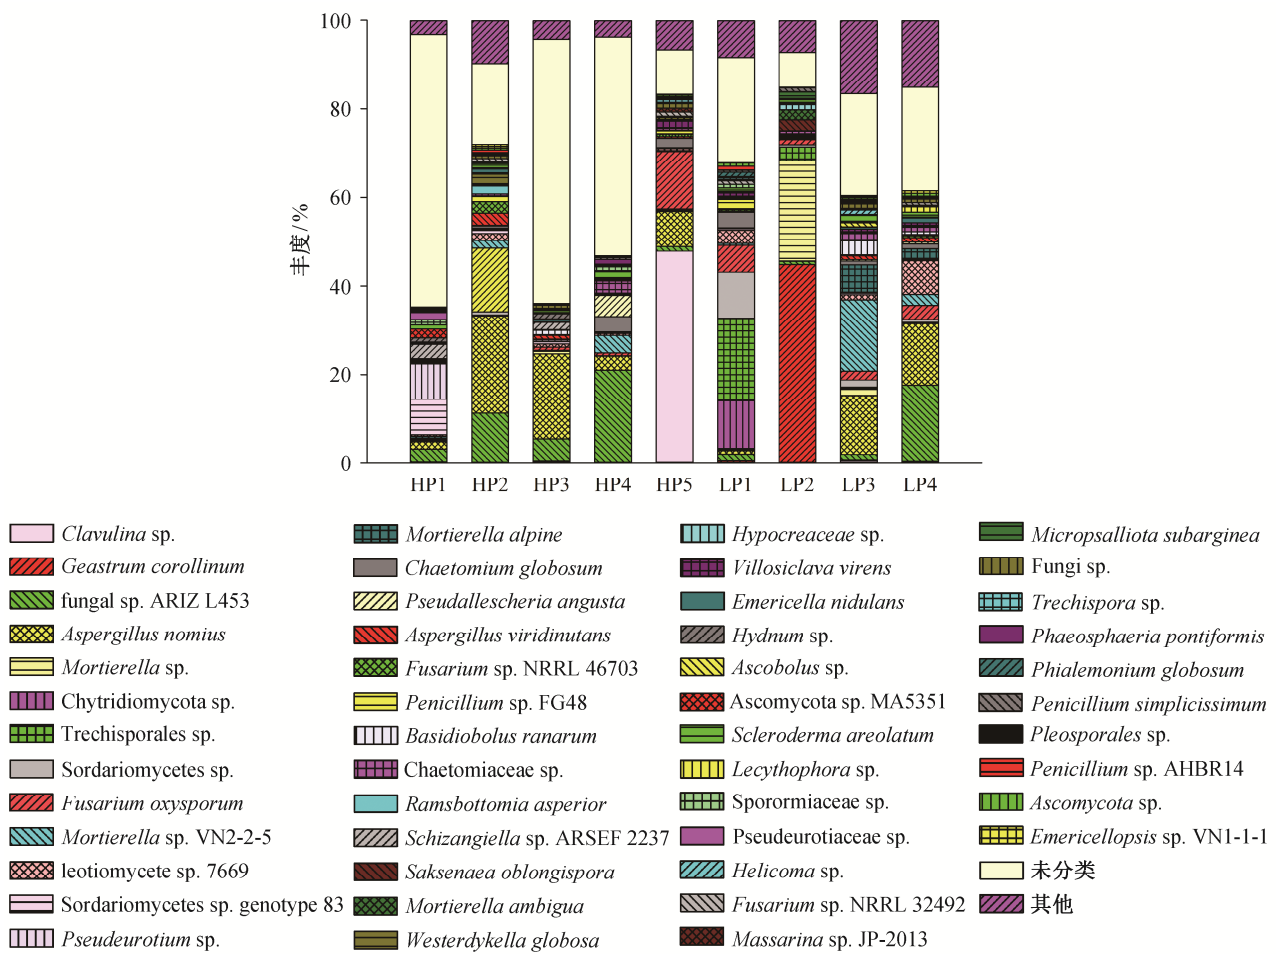 100
80
60
40
20
0
丰度/%
HP1 HP2 HP3 HP4 HP5 LP1 LP2 LP3 LP4
Clavulina sp.
Geastrum corollinum
fungal sp. ARIZ L453
Aspergillus nomius
Mortierella sp.
Chytridiomycota sp.
Trechisporales sp.
Sordariomycetes sp.
Fusarium oxysporum
Mortierella sp. VN2-2-5
leotiomycete sp. 7669
Sordariomycetes sp. genotype 83
Pseudeurotium sp.
Mortierella alpine
Chaetomium globosum
Pseudallescheria angusta
Aspergillus viridinutans
Fusarium sp. NRRL 46703
Penicillium sp. FG48
Basidiobolus ranarum
Chaetomiaceae sp.
Ramsbottomia asperior
Schizangiella sp. ARSEF 2237
Saksenaea oblongispora
Mortierella ambigua
Westerdykella globosa
Hypocreaceae sp.
Villosiclava virens
Emericella nidulans
Hydnum sp.
Ascobolus sp.
Ascomycota sp. MA5351
Scleroderma areolatum
Lecythophora sp.
Sporormiaceae sp.
Pseudeurotiaceae sp.
Helicoma sp.
Fusarium sp. NRRL 32492
Massarina sp. JP-2013
Micropsalliota subarginea
Fungi sp.
Trechispora sp.
Phaeosphaeria pontiformis
Phialemonium globosum
Penicillium simplicissimum
Pleosporales sp.
Penicillium sp. AHBR14
Ascomycota sp.
Emericellopsis sp. VN1-1-1
未分类
其他